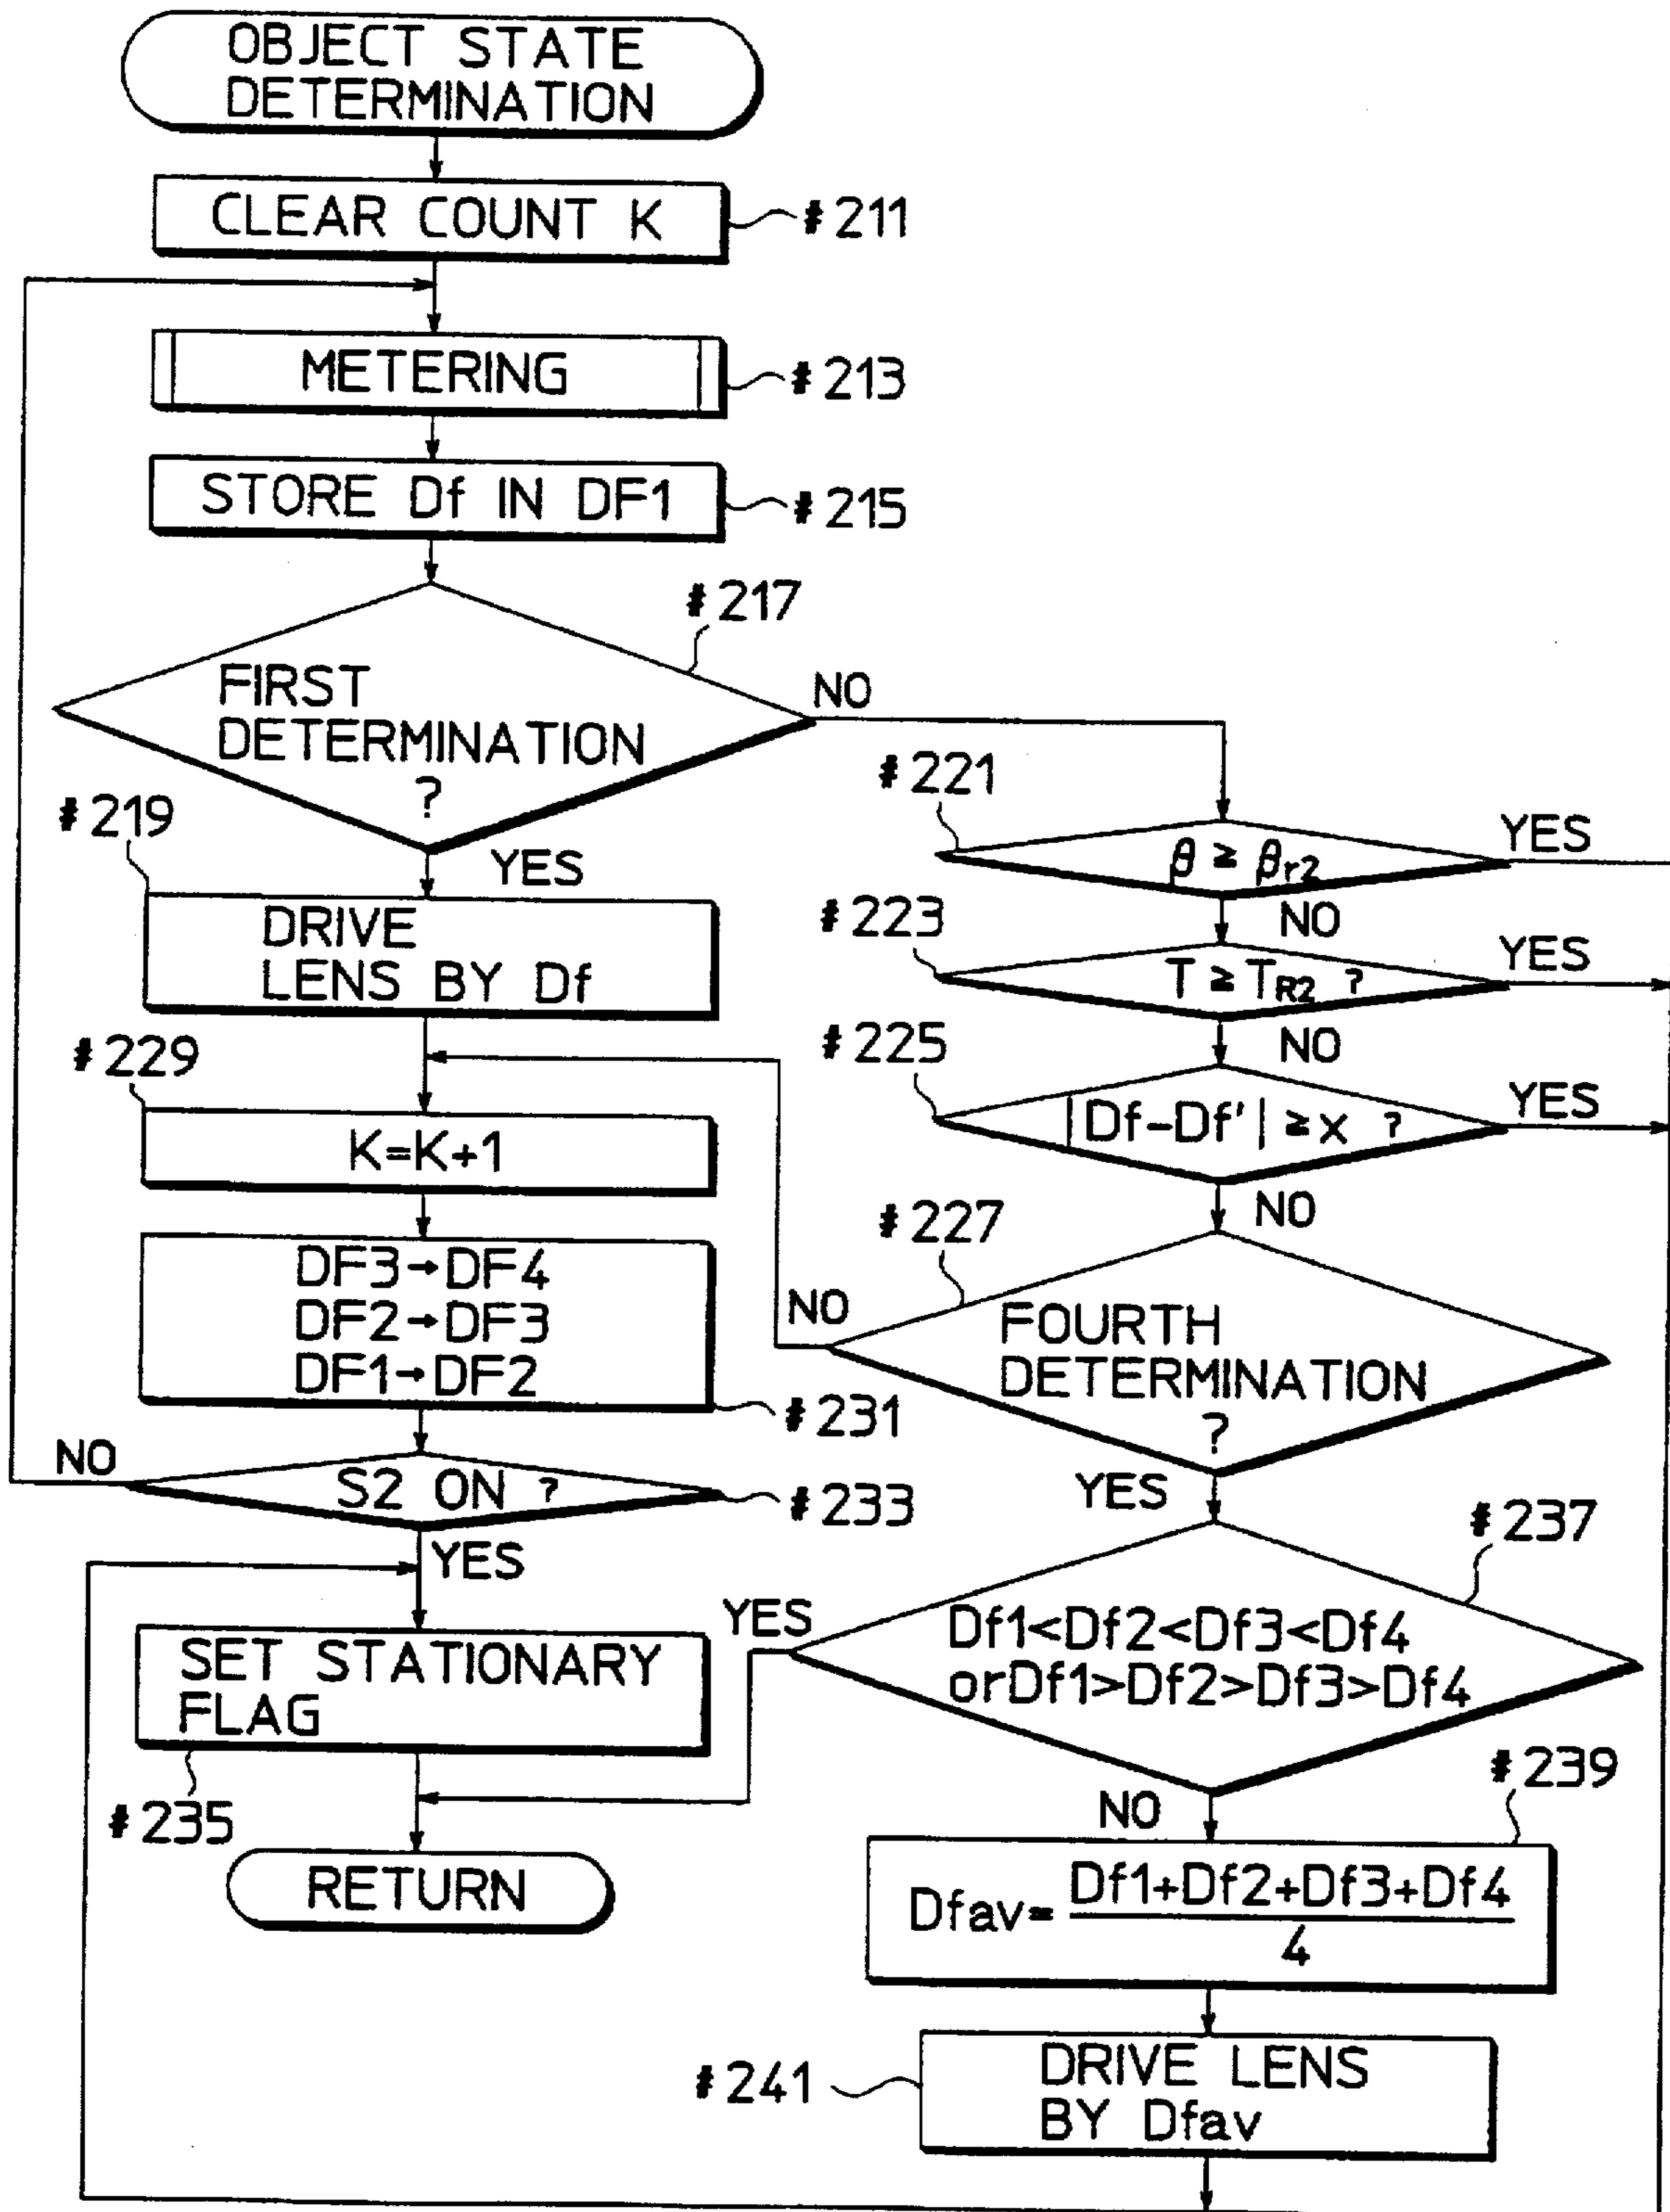 OBJECT STATE
DETERMINATION
CLEAR COUNT K
#211
METERING
#213
STORE Df IN DF1
#215
#217
FIRST
DETERMINATION
?
NO
YES
#219
DRIVE
LENS BY Df
#221
β ≥ βr2
YES
NO
#223
T ≥ TR2 ?
YES
NO
#225
|Df-Df'| ≥ x ?
YES
NO
#227
FOURTH
DETERMINATION
?
NO
YES
#229
K=K+1
DF3→DF4
DF2→DF3
DF1→DF2
#231
S2 ON ?
NO
#233
YES
SET STATIONARY
FLAG
#235
RETURN
#237
Df1<Df2<Df3<Df4
orDf1>Df2>Df3>Df4
YES
NO
#239
Dfav= Df1+Df2+Df3+Df4
4
#241
DRIVE LENS
BY Dfav